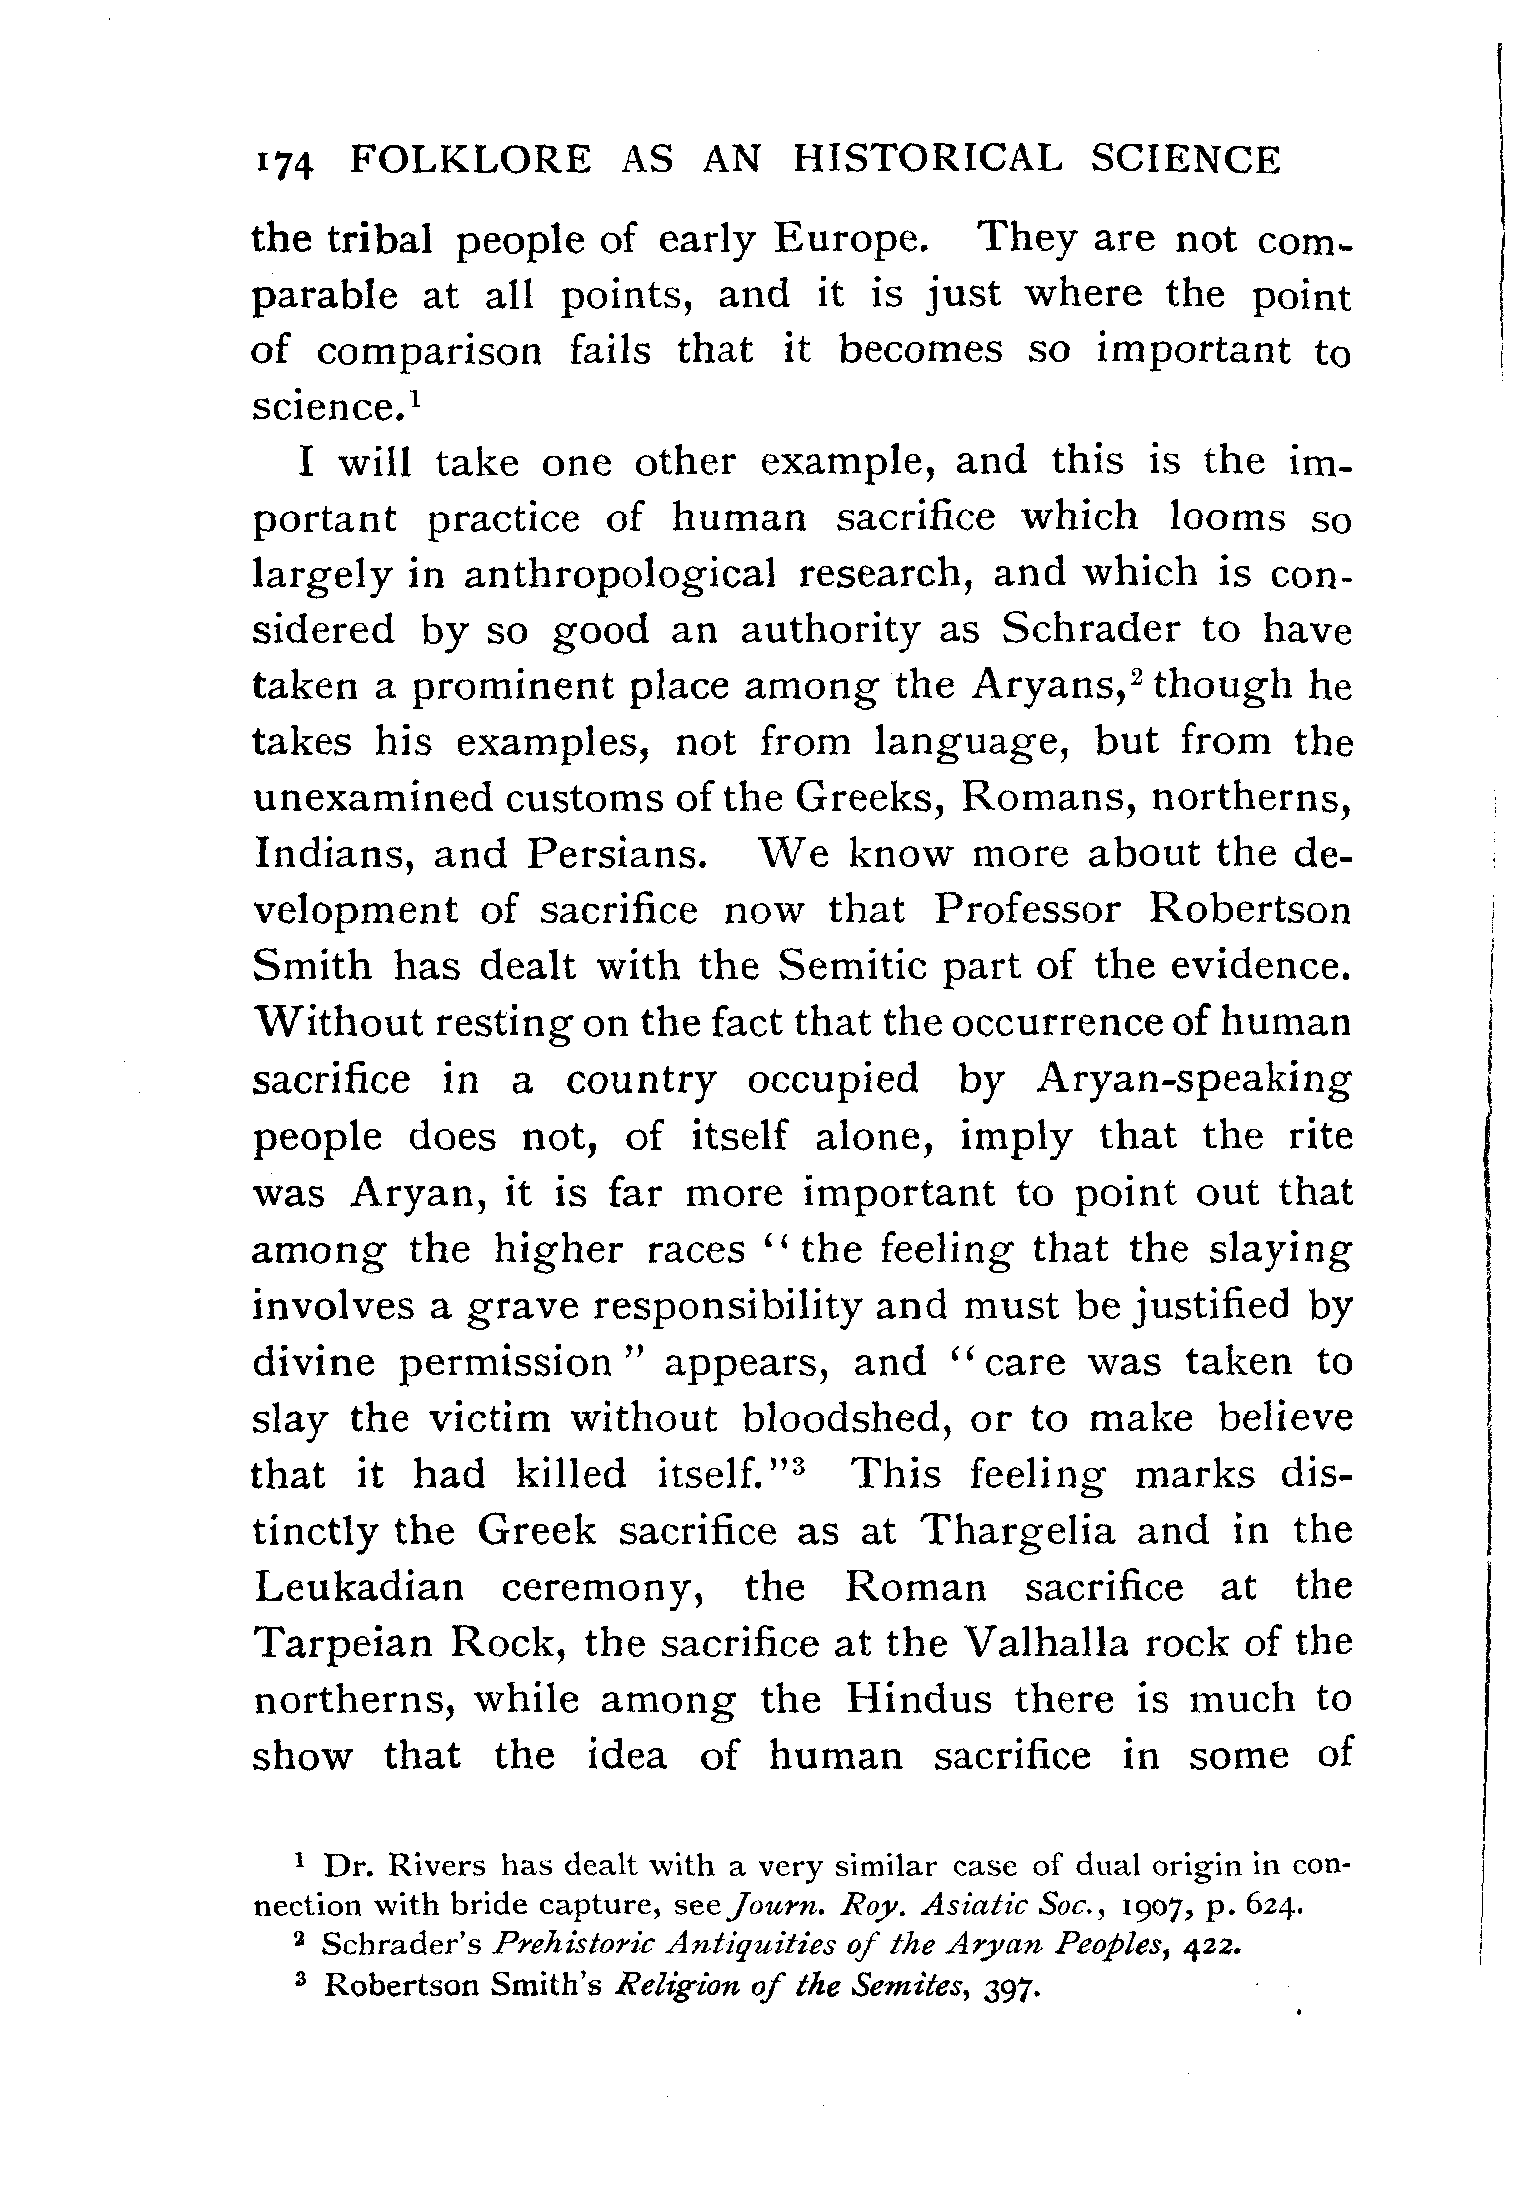 174 FOLKLORE AS AN HISTORICAL SCIENCE
the tribal people of early Europe. They are not com-
parable at all points, and it is just where the point
of comparison fails that it becomes so important to
science.¹
I will take one other example, and this is the im-
portant practice of human sacrifice which looms so
largely in anthropological research, and which is con-
sidered by so good an authority as Schrader to have
taken a prominent place among the Aryans,² though he
takes his examples, not from language, but from the
unexamined customs of the Greeks, Romans, northerns,
Indians, and Persians. We know more about the de-
velopment of sacrifice now that Professor Robertson
Smith has dealt with the Semitic part of the evidence.
Without resting on the fact that the occurrence of human
sacrifice in a country occupied by Aryan-speaking
people does not, of itself alone, imply that the rite
was Aryan, it is far more important to point out that
among the higher races “ the feeling that the slaying
involves a grave responsibility and must be justified by
divine permission ” appears, and “ care was taken to
slay the victim without bloodshed, or to make believe
that it had killed itself.”³ This feeling marks dis-
tinctly the Greek sacrifice as at Thargelia and in the
Leukadian ceremony, the Roman sacrifice at the
Tarpeian Rock, the sacrifice at the Valhalla rock of the
northerns, while among the Hindus there is much to
show that the idea of human sacrifice in some of
¹ Dr. Rivers has dealt with a very similar case of dual origin in con-
nection with bride capture, see Journ. Roy. Asiatic Soc., 1907, p. 624.
² Schrader's Prehistoric Antiquities of the Aryan Peoples, 422.
³ Robertson Smith's Religion of the Semites, 397.